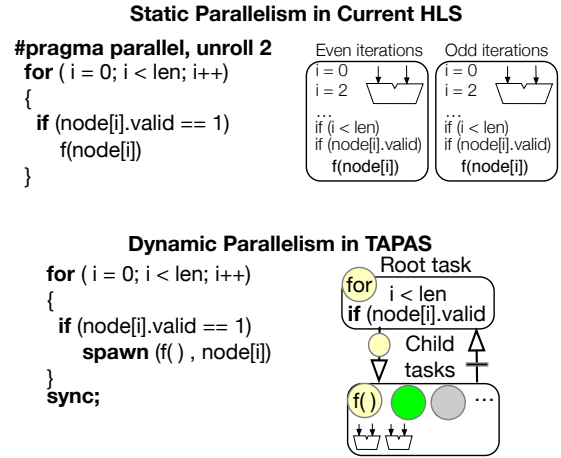 Static Parallelism in Current HLS
#pragma parallel, unroll 2
for ( i = 0; i < len; i++)
{
if (node[i].valid == 1)
f(node[i])
}
Even iterations
i = 0
i = 2
...
if (i < len)
if (node[i].valid)
f(node[i])
Odd iterations
i = 0
i = 2
...
if (i < len)
if (node[i].valid)
f(node[i])
Dynamic Parallelism in TAPAS
for ( i = 0; i < len; i++)
{
if (node[i].valid == 1)
spawn (f( ) , node[i])
}
sync;
Root task
for
i < len
if (node[i].valid
Child
tasks
f( )
...